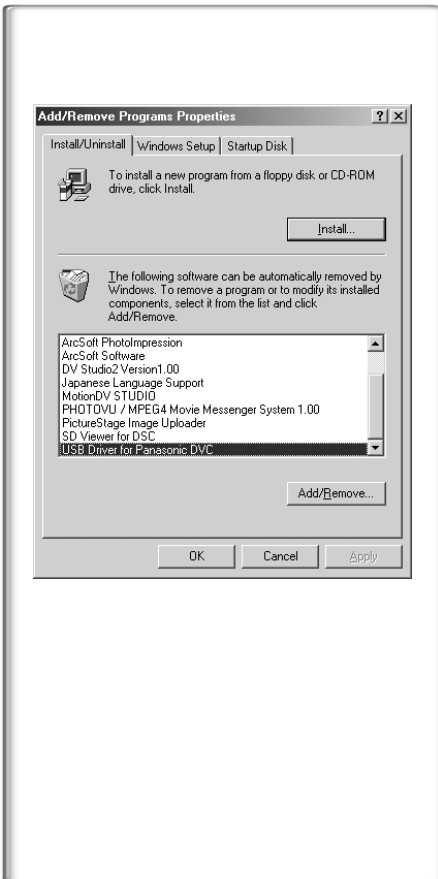 Add/Remove Programs Properties
Install/Uninstall Windows Setup Startup Disk
To install a new program from a floppy disk or CD-ROM
drive, click Install.
Install...
The following software can be automatically removed by
Windows. To remove a program or to modify its installed
components, select it from the list and click
Add/Remove.
ArcSoft PhotoImpression
ArcSoft Software
DV Studio2 Version1.00
Japanese Language Support
MotionDV STUDIO
PHOTOVU / MPEG4 Movie Messenger System 1.00
PictureStage Image Uploader
SD Viewer for DSC
USB Driver for Panasonic DVC
Add/Remove...
OK Cancel Apply